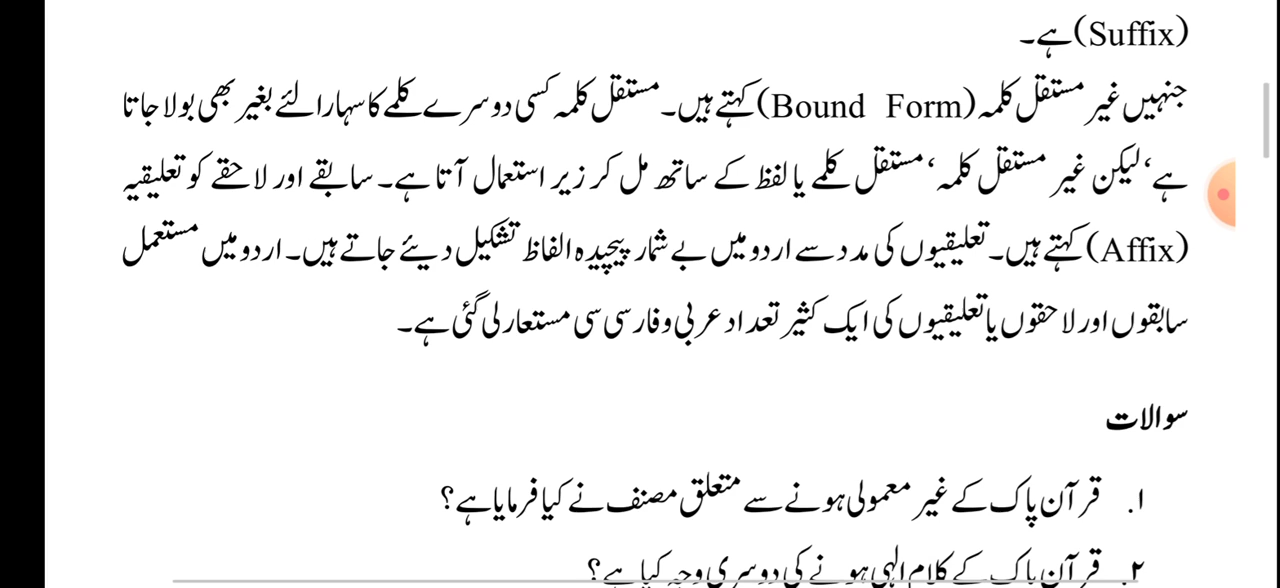 (Suffix) ہے۔
جنہیں غیر مستقل کلمہ (Bound Form) کہتے ہیں۔ مستقل کلمہ کسی دوسرے کلمے کا سہارا لئے بغیر بھی بولا جاتا
ہے، لیکن غیر مستقل کلمہ، مستقل کلمے یا لفظ کے ساتھ مل کر زیر استعمال آتا ہے۔ سابقے اور لاحقے کو تعلیقیہ
(Affix) کہتے ہیں۔ تعلیقیوں کی مدد سے اردو میں بے شمار پیچیدہ الفاظ تشکیل دیئے جاتے ہیں۔ اردو میں مستعمل
سابقوں اور لاحقوں یا تعلیقیوں کی ایک کثیر تعداد عربی و فارسی سی مستعار لی گئی ہے۔
سوالات
۱. قرآن پاک کے غیر معمولی ہونے سے متعلق مصنف نے کیا فرمایا ہے؟
۲. قرآن پاک کے کلام الٰہی ہونے کی دوسری وجہ کیا ہے؟